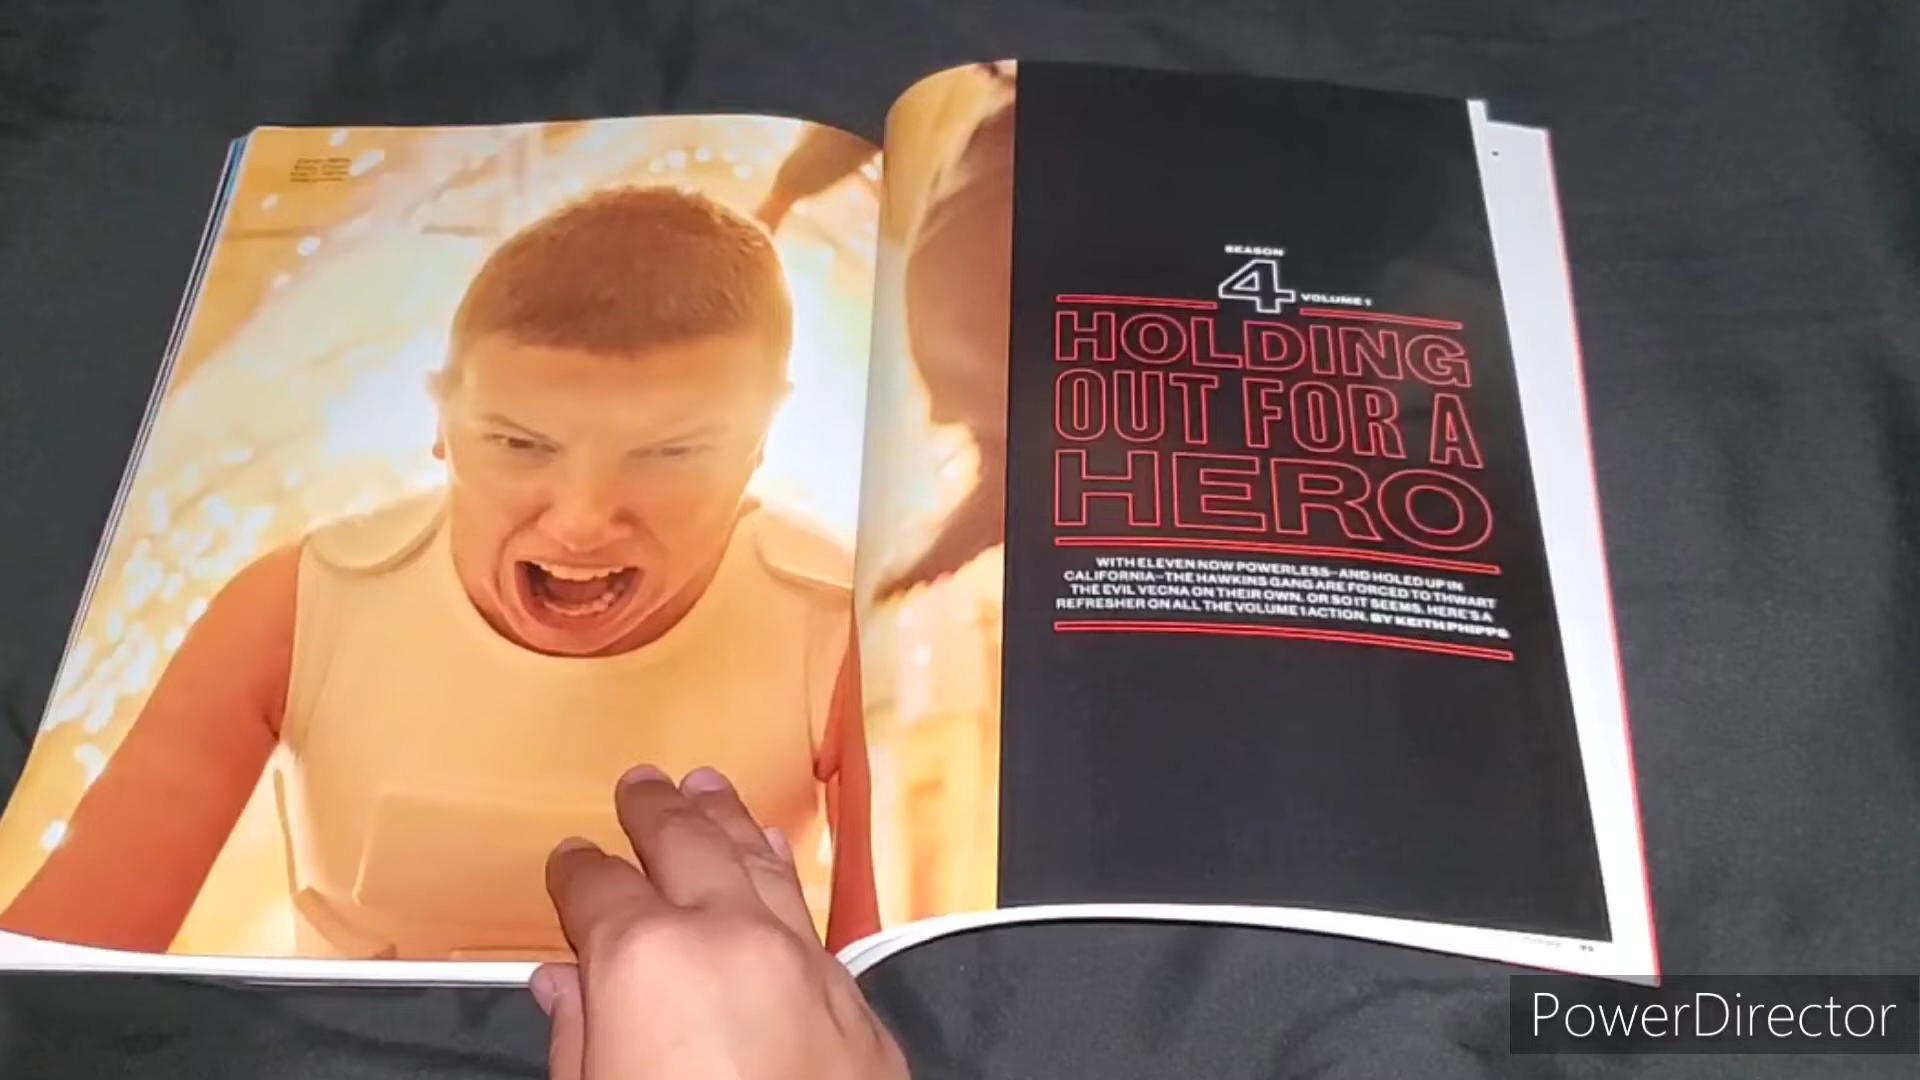 SEASON
4
VOLUME 1
HOLDING
OUT FOR A
HERO
WITH ELEVEN NOW POWERLESS—AND HOLED UP IN
CALIFORNIA—THE HAWKINS GANG ARE FORCED TO THWART
THE EVIL VECNA ON THEIR OWN. OR SO IT SEEMS. HERE'S A
REFRESHER ON ALL THE VOLUME 1 ACTION. BY KEITH PHIPPS
PowerDirector